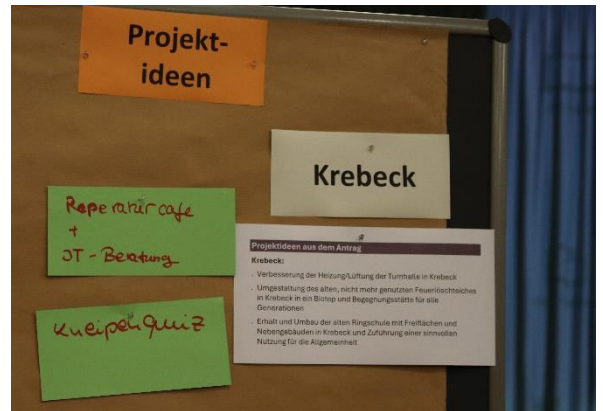 Projekt-
ideen
Krebeck
Reperaturcafe
+
IT-Beratung
KneipenQuiz
Projektideen aus dem Antrag
Krebeck:
- Verbesserung der Heizung/Lüftung der Turnhalle in Krebeck
- Umgestaltung des alten, nicht mehr genutzten Feuerlöschteiches
in Krebeck in ein Biotop und Begegnungsstätte für alle
Generationen
- Erhalt und Umbau der alten Ringschule mit Freiflächen und
Nebengebäuden in Krebeck und Zuführung einer sinnvollen
Nutzung für die Allgemeinheit